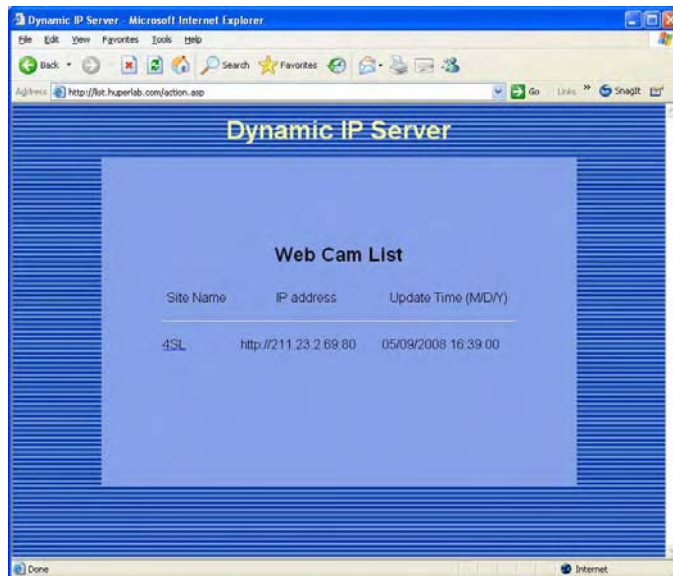 Dynamic IP Server - Microsoft Internet Explorer
File Edit View Favorites Tools Help
Back Search Favorites
Address http://list.huperlab.com/action.asp Go Links » SnagIt
Dynamic IP Server
Web Cam List
Site Name IP address Update Time (M/D/Y)
4SL http://211.23.2.69:80 05/09/2008 16:39:00
Done Internet